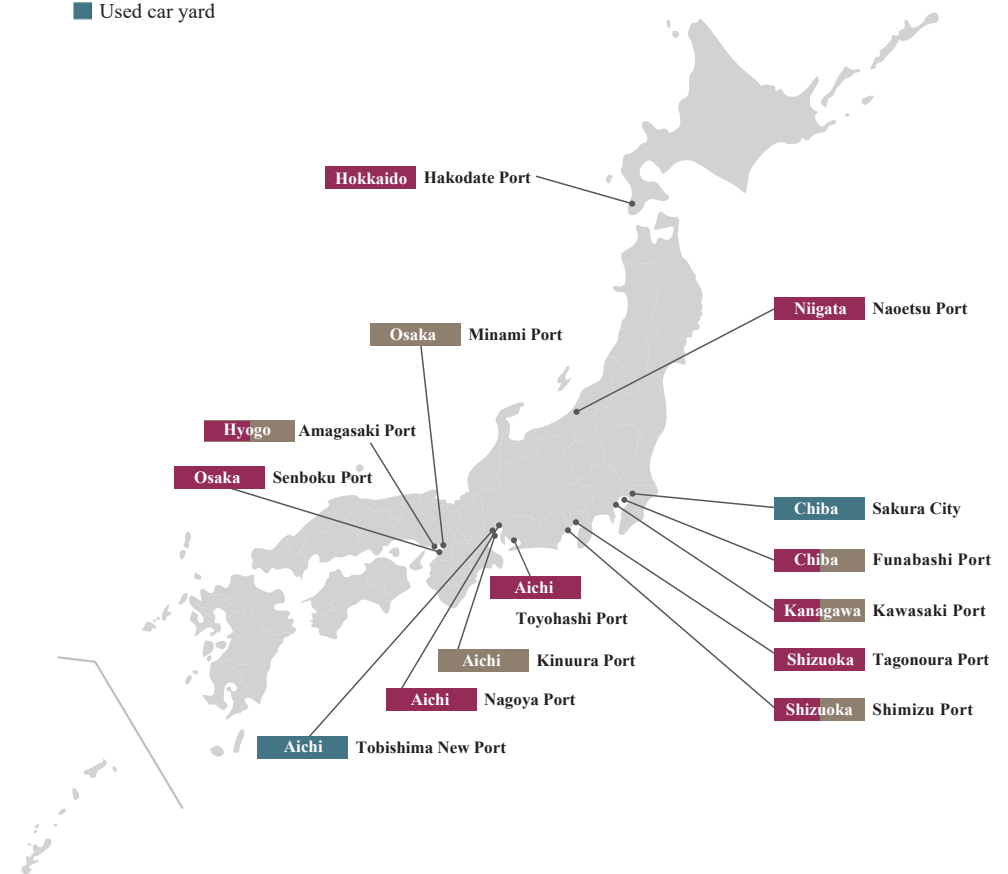 Used car yard
Hokkaido Hakodate Port
Niigata Naoetsu Port
Osaka Minami Port
Hyogo Amagasaki Port
Osaka Senboku Port
Chiba Sakura City
Chiba Funabashi Port
Aichi
Toyohashi Port
Kanagawa Kawasaki Port
Aichi Kinuura Port
Shizuoka Tagonoura Port
Aichi Nagoya Port
Shizuoka Shimizu Port
Aichi Tobishima New Port